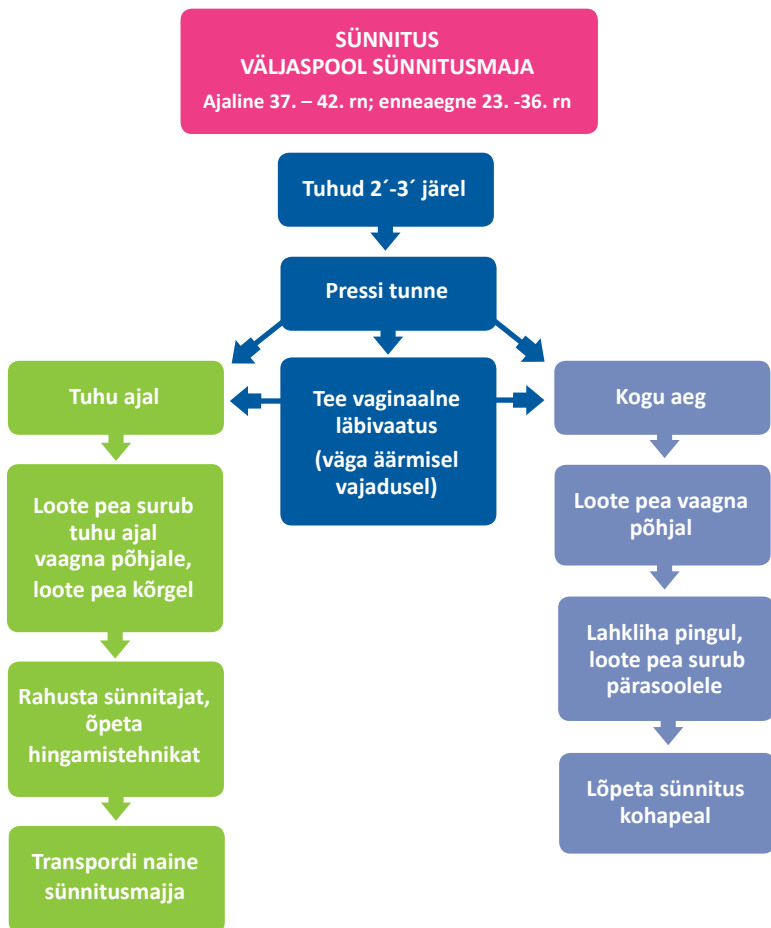 SÜNNITUS
VÄLJASPOOL SÜNNITUSMAJA
Ajaline 37. – 42. rn; enneaegne 23. -36. rn
Tuhud 2´-3´ järel
Pressi tunne
Tuhu ajal
Loote pea surub
tuhu ajal
vaagna põhjale,
loote pea kõrgel
Rahusta sünnitajat,
õpeta
hingamistehnikat
Transpordi naine
sünnitusmajja
Tee vaginaalne
läbivaatus
(väga äärmisel
vajadusel)
Kogu aeg
Loote pea vaagna
põhjal
Lahkliha pingul,
loote pea surub
pärasoolele
Lõpeta sünnitus
kohapeal